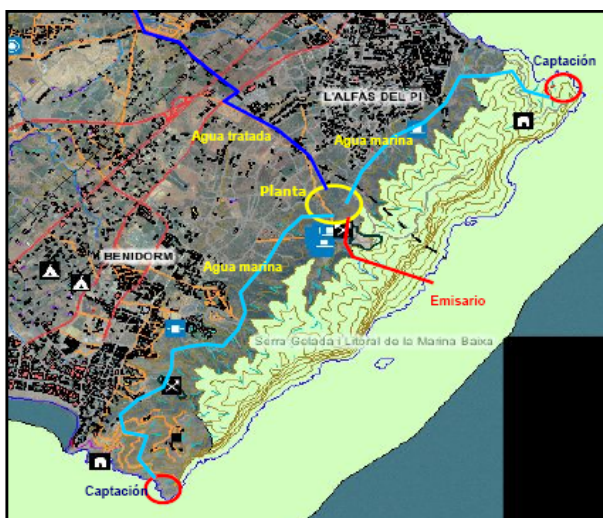 Captación
L'ALFAS DEL PI
Agua tratada
Agua marina
Planta
BENIDORM
Agua marina
Emisario
Serra Gelada i Litoral de la Marina Baixa
Captación